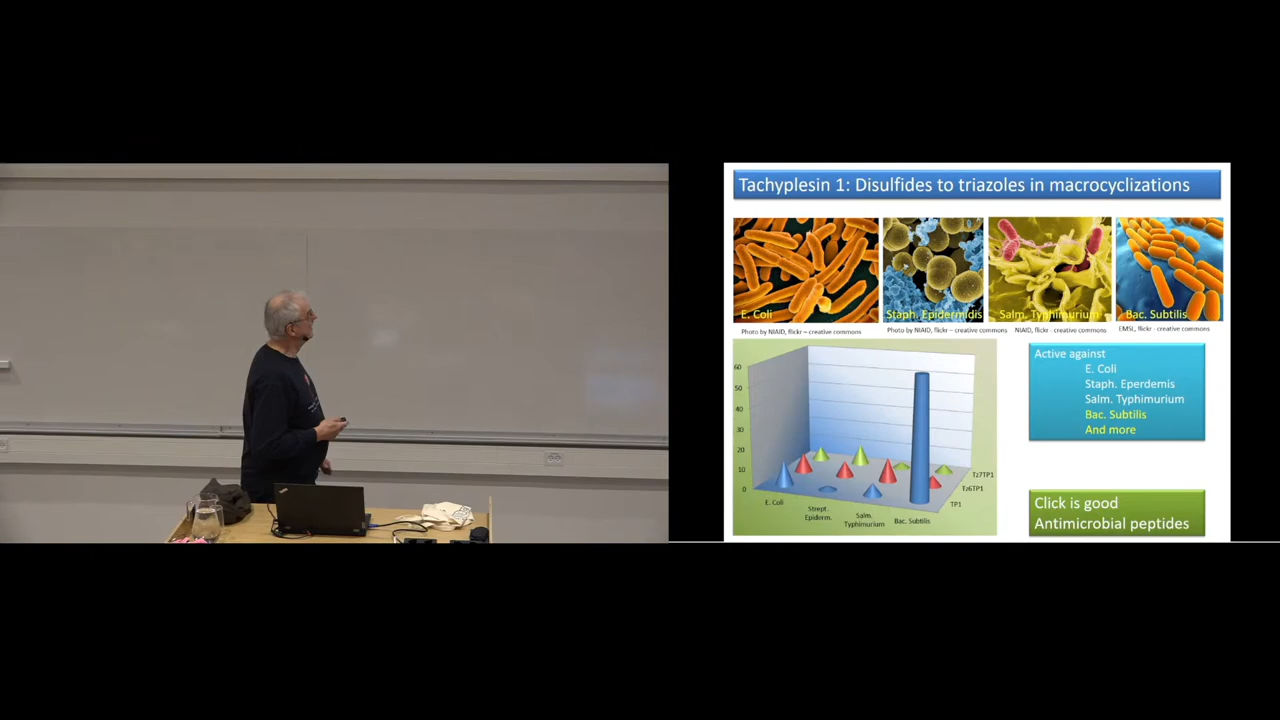 Tachyplesin 1: Disulfides to triazoles in macrocyclizations
E. Coli
Staph. Epidermidis
Salm. Typhimurium
Bac. Subtilis
Photo by NIAID, flickr – creative commons
Photo by NIAID, flickr – creative commons
NIAID, flickr - creative commons
EMSL, flickr - creative commons
60
50
40
30
20
10
0
E. Coli
Strept.
Epiderm.
Salm.
Typhimurium
Bac. Subtilis
Tz7TP1
Tz6TP1
TP1
Active against
E. Coli
Staph. Eperdemis
Salm. Typhimurium
Bac. Subtilis
And more
Click is good
Antimicrobial peptides